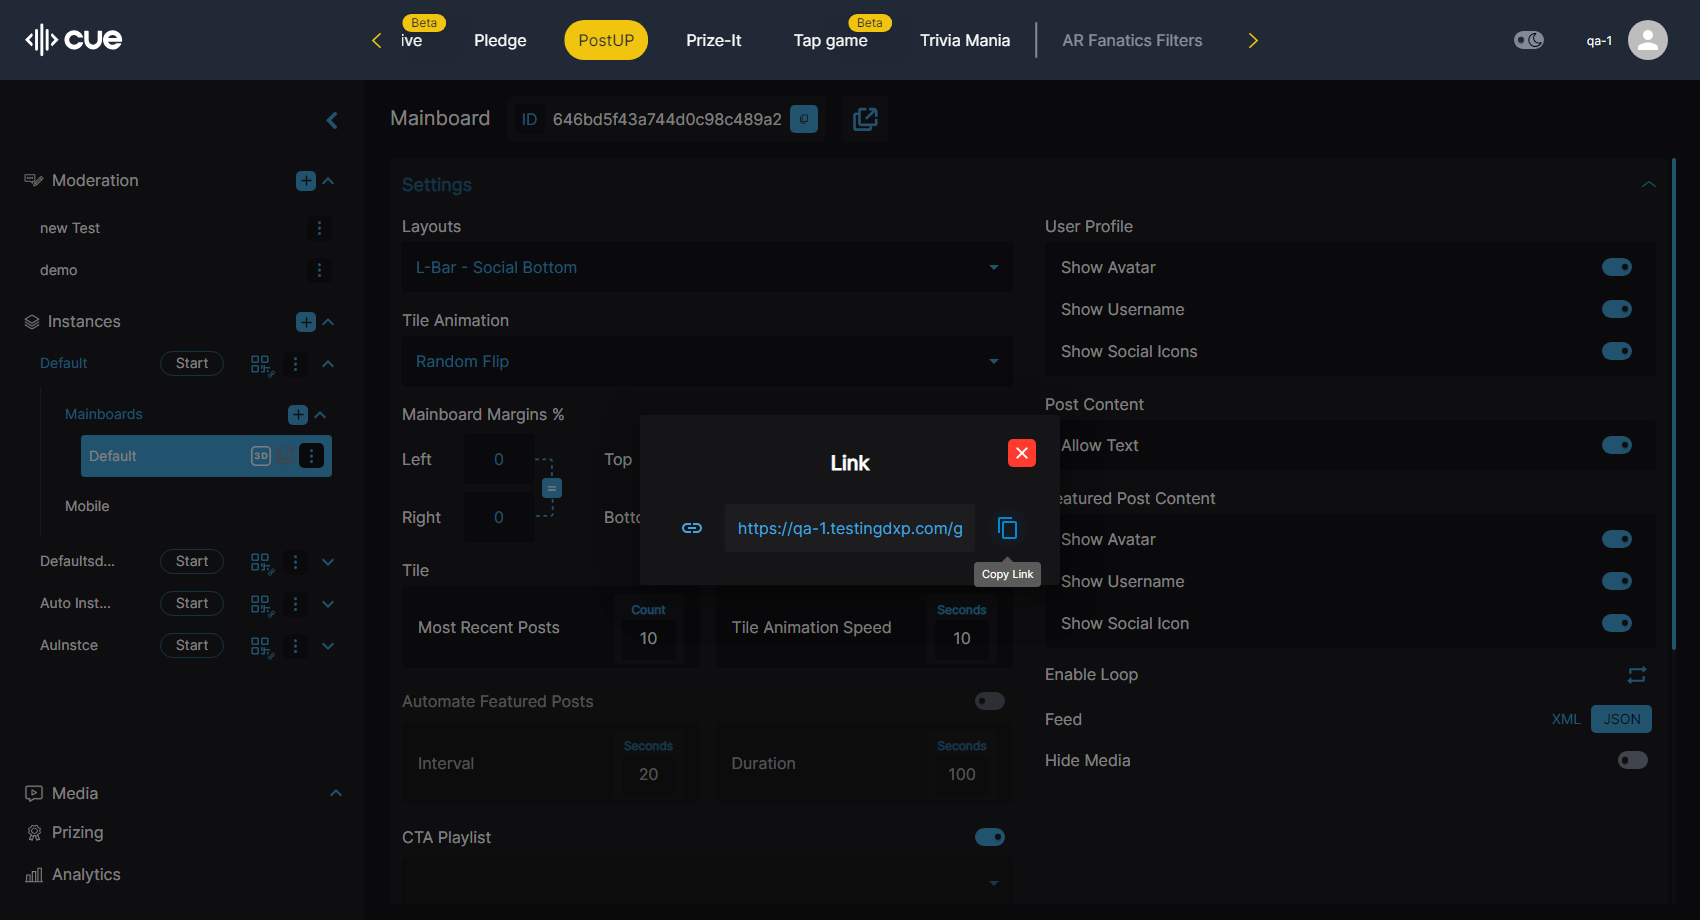 cue
ive
Beta
Pledge
PostUP
Prize-It
Tap game
Beta
Trivia Mania
AR Fanatics Filters
qa-1
Mainboard
ID
646bd5f43a744d0c98c489a2
Moderation
new Test
demo
Instances
Default
Start
Mainboards
Default
3D
Mobile
Defaultsd...
Start
Auto Inst...
Start
AuInstce
Start
Media
Prizing
Analytics
Settings
Layouts
L-Bar - Social Bottom
Tile Animation
Random Flip
Mainboard Margins %
Left
0
Top
=
Right
0
Botto
Tile
Most Recent Posts
Count
10
Tile Animation Speed
Seconds
10
Automate Featured Posts
Interval
Seconds
20
Duration
Seconds
100
CTA Playlist
User Profile
Show Avatar
Show Username
Show Social Icons
Post Content
Allow Text
eatured Post Content
Show Avatar
Show Username
Show Social Icon
Enable Loop
Feed
XML
JSON
Hide Media
Link
https://qa-1.testingdxp.com/g
Copy Link